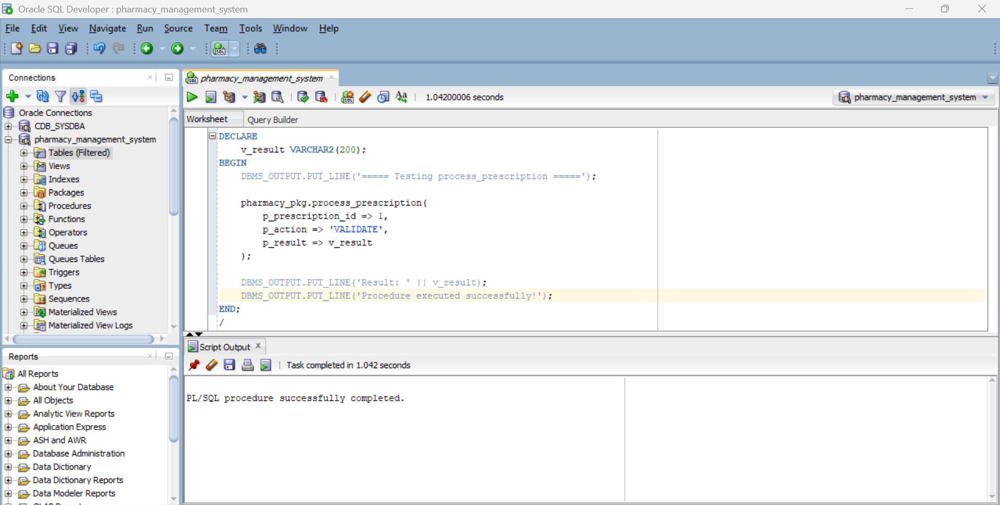 Oracle SQL Developer : pharmacy_management_system
File Edit View Navigate Run Source Team Tools Window Help
Connections
Oracle Connections
CDB_SYSDBA
pharmacy_management_system
Tables (Filtered)
Views
Indexes
Packages
Procedures
Functions
Operators
Queues
Queues Tables
Triggers
Types
Sequences
Materialized Views
Materialized View Logs
Reports
All Reports
About Your Database
All Objects
Analytic View Reports
Application Express
ASH and AWR
Database Administration
Data Dictionary
Data Dictionary Reports
Data Modeler Reports
pharmacy_management_system
1.04200006 seconds
pharmacy_management_system
Worksheet Query Builder
DECLARE
    v_result VARCHAR2(200);
BEGIN
    DBMS_OUTPUT.PUT_LINE('===== Testing process_prescription =====');
    pharmacy_pkg.process_prescription(
        p_prescription_id => 1,
        p_action => 'VALIDATE',
        p_result => v_result
    );
    DBMS_OUTPUT.PUT_LINE('Result: ' || v_result);
    DBMS_OUTPUT.PUT_LINE('Procedure executed successfully!');
END;
/
Script Output
Task completed in 1.042 seconds
PL/SQL procedure successfully completed.